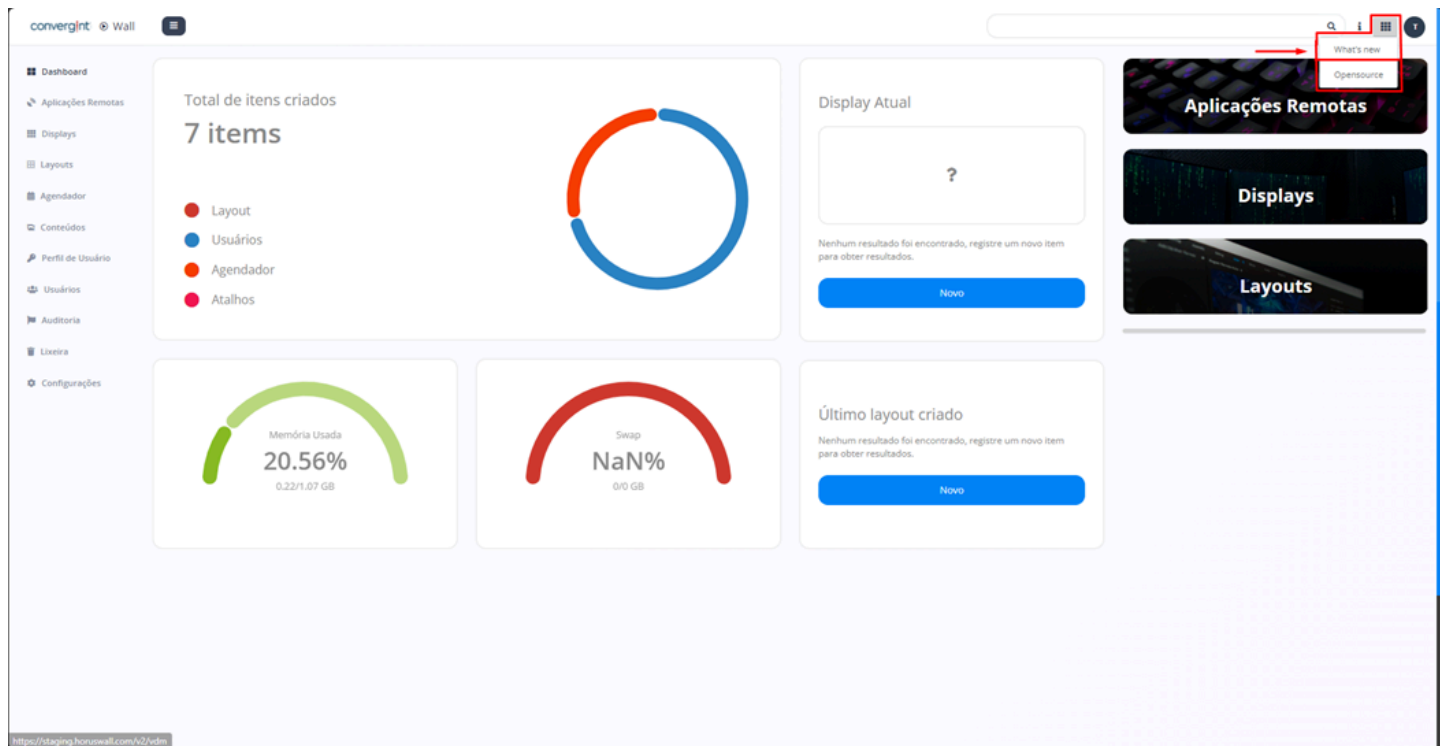 convergint Wall
i
T
What's new
Opensource
Dashboard
Aplicações Remotas
Displays
Layouts
Agendador
Conteúdos
Perfil de Usuário
Usuários
Auditoria
Lixeira
Configurações
Total de itens criados
7 items
Layout
Usuários
Agendador
Atalhos
Display Atual
?
Nenhum resultado foi encontrado, registre um novo item
para obter resultados.
Novo
Aplicações Remotas
Displays
Layouts
Memória Usada
20.56%
0.22/1.07 GB
Swap
NaN%
0/0 GB
Último layout criado
Nenhum resultado foi encontrado, registre um novo item
para obter resultados.
Novo
https://staging.horuswall.com/v2/vdm